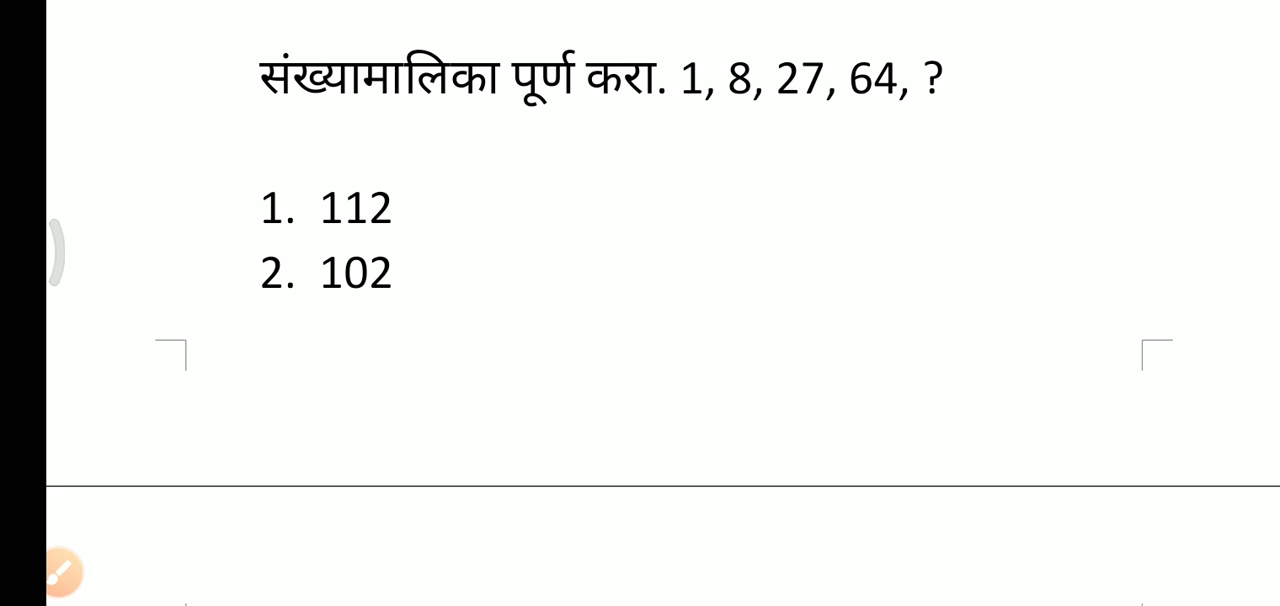 संख्यामालिका पूर्ण करा. 1, 8, 27, 64, ?
1. 112
2. 102